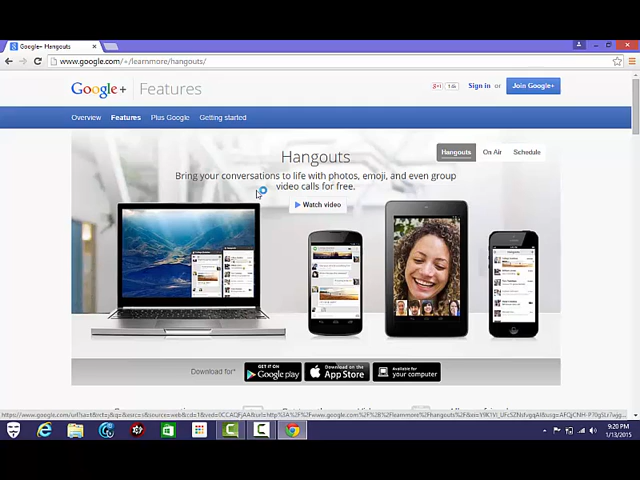 Google+ Hangouts
www.google.com/+/learnmore/hangouts/
Google+ Features
Sign in or Join Google+
Overview Features Plus Google Getting started
Hangouts On Air Schedule
Hangouts
Bring your conversations to life with photos, emoji, and even group
video calls for free.
Watch video
Download for
GET IT ON
Google play
Download on the
App Store
Available for
your computer
9:20 PM
1/13/2015